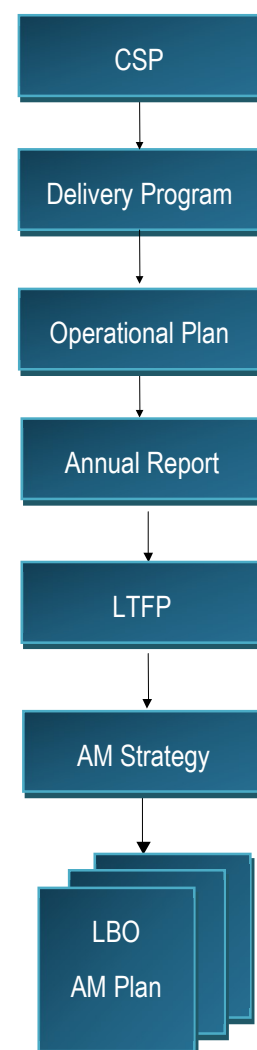 CSP
Delivery Program
Operational Plan
Annual Report
LTFP
AM Strategy
LBO
AM Plan